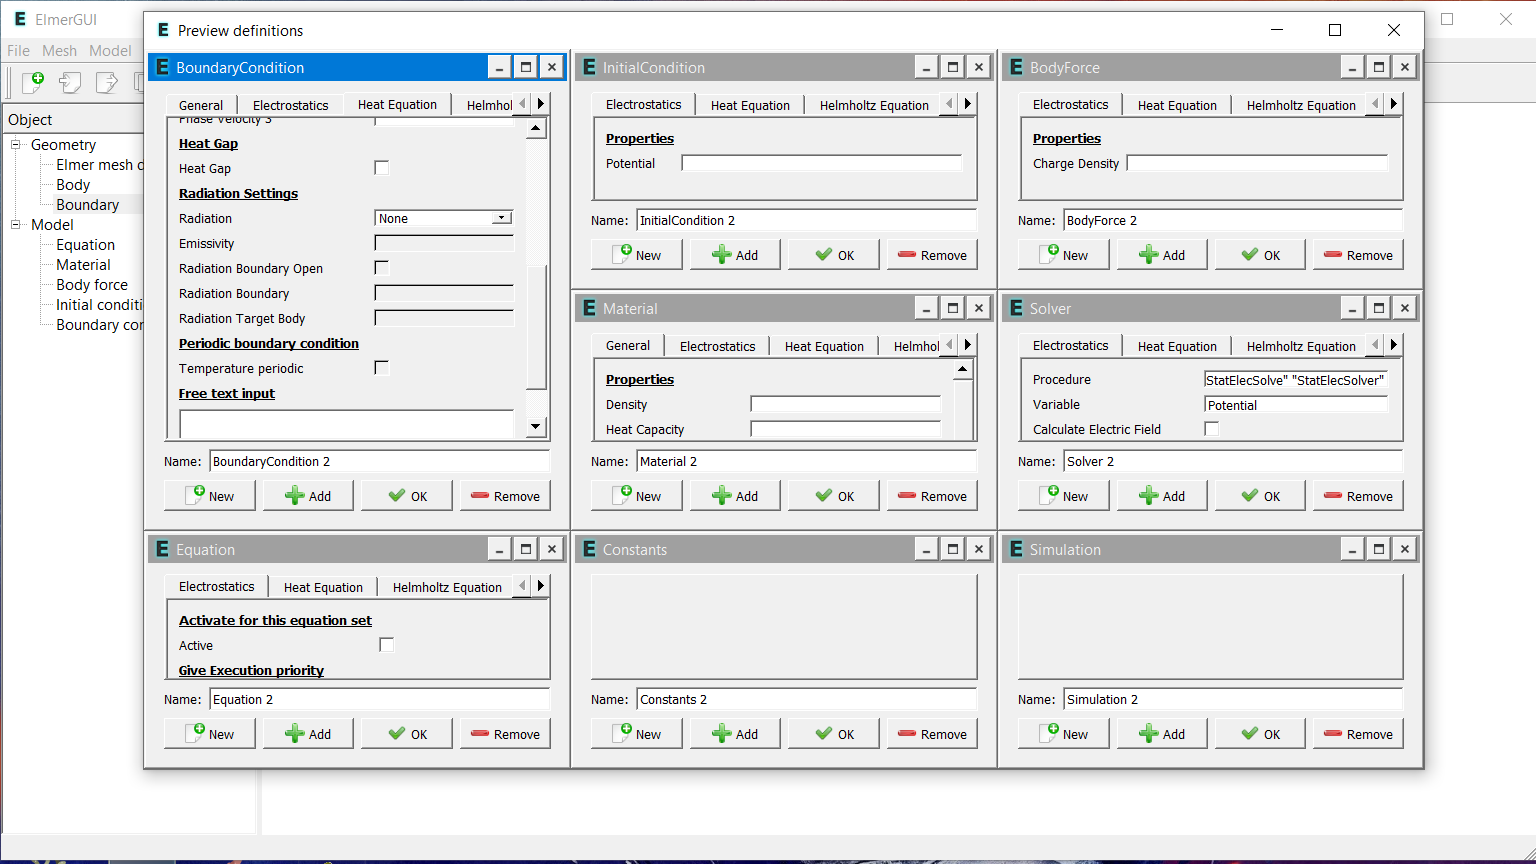 ElmerGUI
File Mesh Model
Object
Geometry
Elmer mesh
Body
Boundary
Model
Equation
Material
Body force
Initial
Boundary
Preview definitions
BoundaryCondition
General Electrostatics Heat Equation Helmhol
Phase Velocity 3
Heat Gap
Heat Gap
Radiation Settings
Radiation None
Emissivity
Radiation Boundary Open
Radiation Boundary
Radiation Target Body
Periodic boundary condition
Temperature periodic
Free text input
Name: BoundaryCondition 2
New Add OK Remove
InitialCondition
Electrostatics Heat Equation Helmholtz Equation
Properties
Potential
Name: InitialCondition 2
New Add OK Remove
BodyForce
Electrostatics Heat Equation Helmholtz Equation
Properties
Charge Density
Name: BodyForce 2
New Add OK Remove
Material
General Electrostatics Heat Equation Helmhol
Properties
Density
Heat Capacity
Name: Material 2
New Add OK Remove
Solver
Electrostatics Heat Equation Helmholtz Equation
Procedure StatElecSolve" "StatElecSolver"
Variable Potential
Calculate Electric Field
Name: Solver 2
New Add OK Remove
Equation
Electrostatics Heat Equation Helmholtz Equation
Activate for this equation set
Active
Give Execution priority
Name: Equation 2
New Add OK Remove
Constants
Name: Constants 2
New Add OK Remove
Simulation
Name: Simulation 2
New Add OK Remove